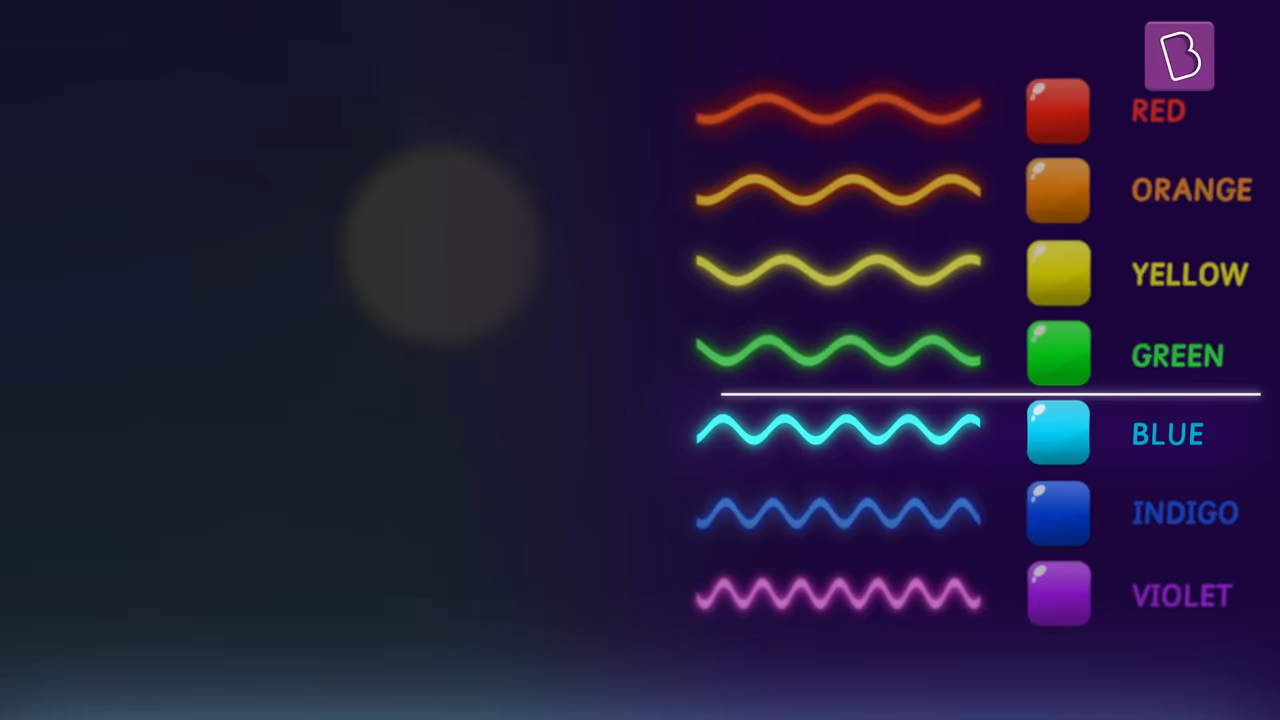 B
RED
ORANGE
YELLOW
GREEN
BLUE
INDIGO
VIOLET